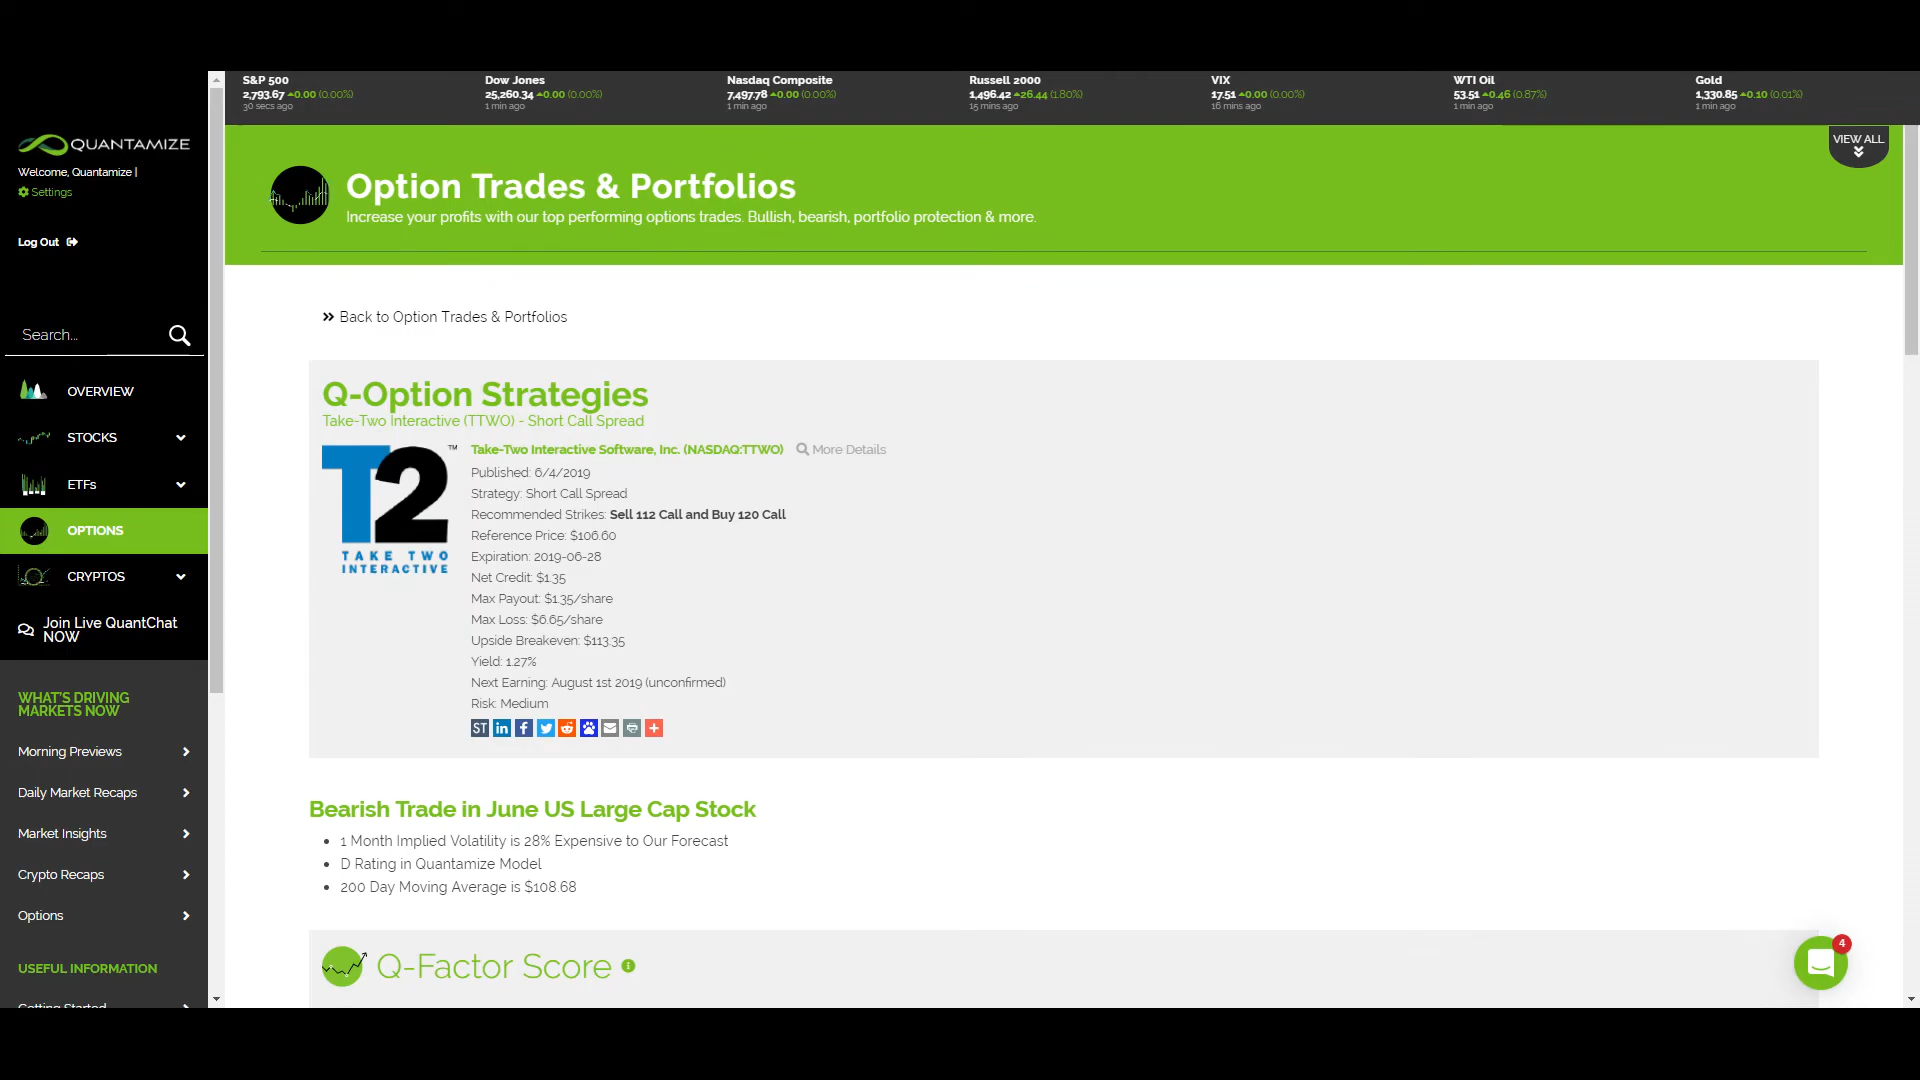 S&P 500
2,793.67 0.00 (0.00%)
30 secs ago
Dow Jones
25,260.34 0.00 (0.00%)
1 min ago
Nasdaq Composite
7,497.78 0.00 (0.00%)
1 min ago
Russell 2000
1,496.42 26.44 (1.80%)
15 mins ago
VIX
17.51 0.00 (0.00%)
16 mins ago
WTI Oil
53.51 0.46 (0.87%)
1 min ago
Gold
1,330.85 0.10 (0.01%)
1 min ago
QUANTAMIZE
Welcome, Quantamize |
Settings
Log Out
Search...
OVERVIEW
STOCKS
ETFs
OPTIONS
CRYPTOS
Join Live QuantChat
NOW
WHAT'S DRIVING
MARKETS NOW
Morning Previews
Daily Market Recaps
Market Insights
Crypto Recaps
Options
USEFUL INFORMATION
Getting Started
VIEW ALL
Option Trades & Portfolios
Increase your profits with our top performing options trades. Bullish, bearish, portfolio protection & more.
Back to Option Trades & Portfolios
Q-Option Strategies
Take-Two Interactive (TTWO) - Short Call Spread
T2 TM
TAKE TWO
INTERACTIVE
Take-Two Interactive Software, Inc. (NASDAQ:TTWO) More Details
Published: 6/4/2019
Strategy: Short Call Spread
Recommended Strikes: Sell 112 Call and Buy 120 Call
Reference Price: $106.60
Expiration: 2019-06-28
Net Credit: $1.35
Max Payout: $1.35/share
Max Loss: $6.65/share
Upside Breakeven: $113.35
Yield: 1.27%
Next Earning: August 1st 2019 (unconfirmed)
Risk: Medium
ST in f
Bearish Trade in June US Large Cap Stock
1 Month Implied Volatility is 28% Expensive to Our Forecast
D Rating in Quantamize Model
200 Day Moving Average is $108.68
Q-Factor Score
4